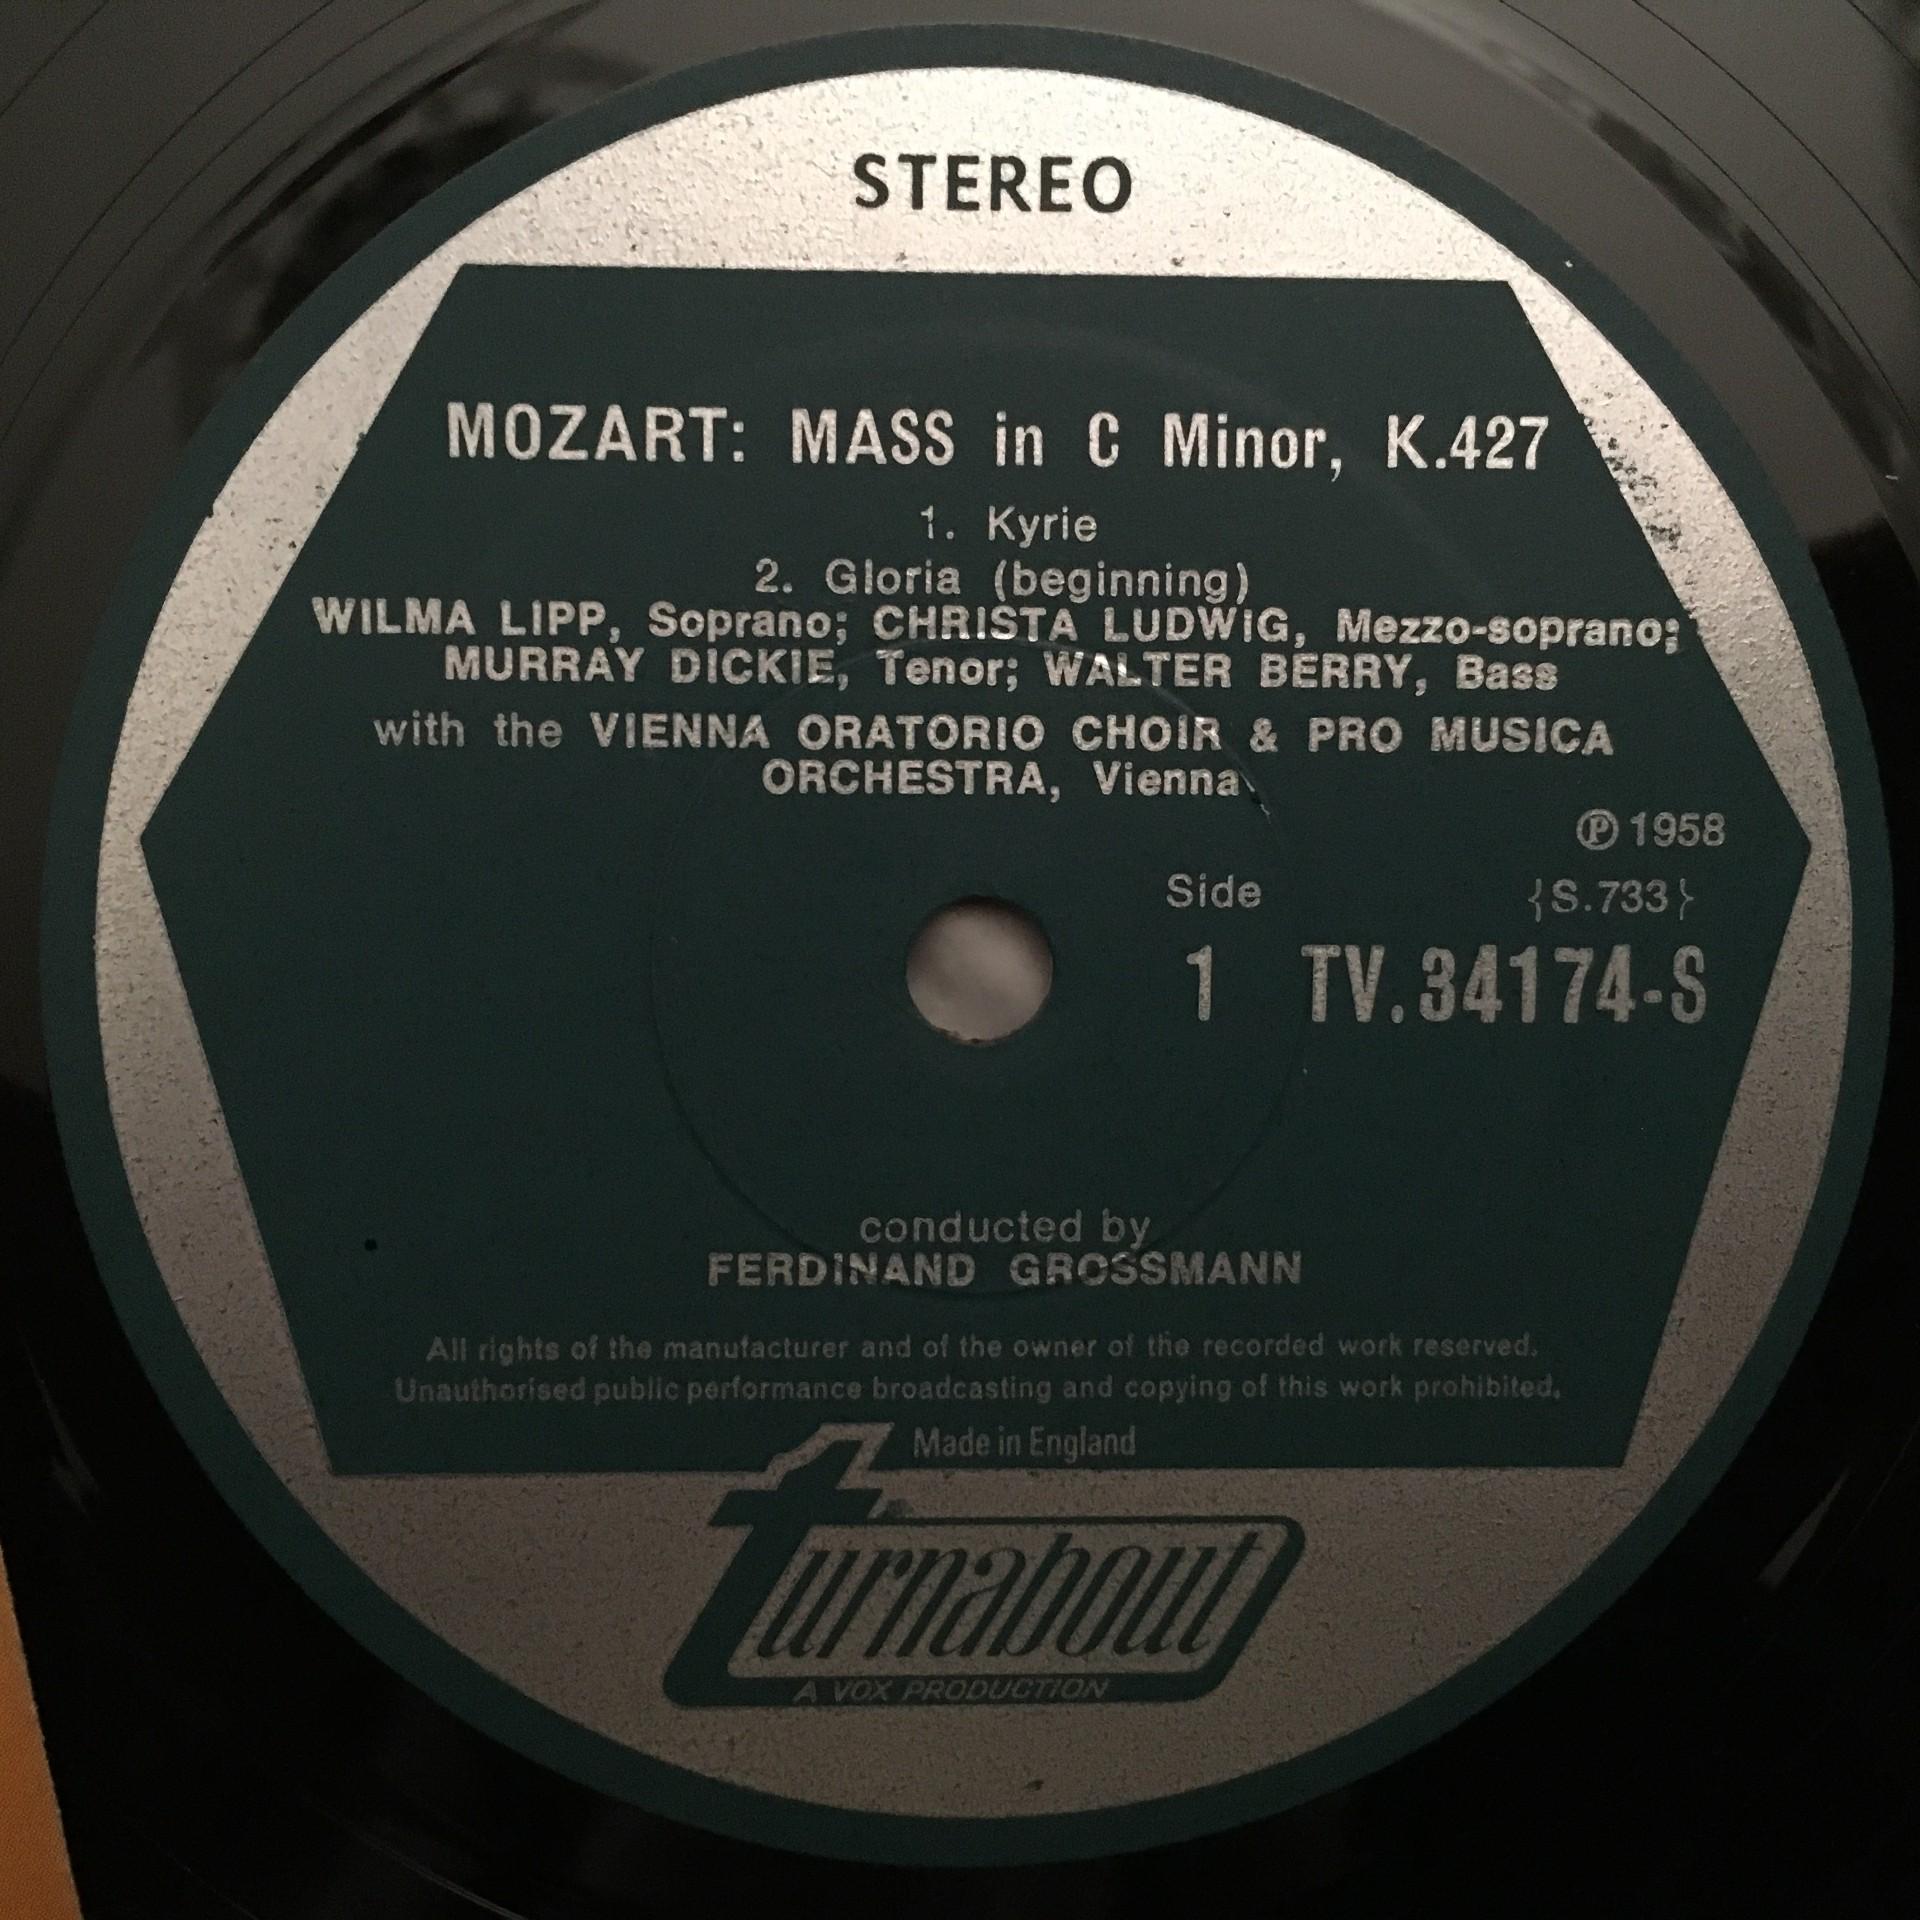 STEREO
MOZART: MASS in C Minor, K.427
1. Kyrie
2. Gloria (beginning)
WILMA LIPP, Soprano; CHRISTA LUDWIG, Mezzo-soprano;
MURRAY DICKIE, Tenor; WALTER BERRY, Bass
with the VIENNA ORATORIO CHOIR & PRO MUSICA
ORCHESTRA, Vienna
Ⓟ 1958
Side {S.733}
1 TV.34174-S
conducted by
FERDINAND GROSSMANN
All rights of the manufacturer and of the owner of the recorded work reserved.
Unauthorised public performance broadcasting and copying of this work prohibited.
Made in England
turnabout
A VOX PRODUCTION